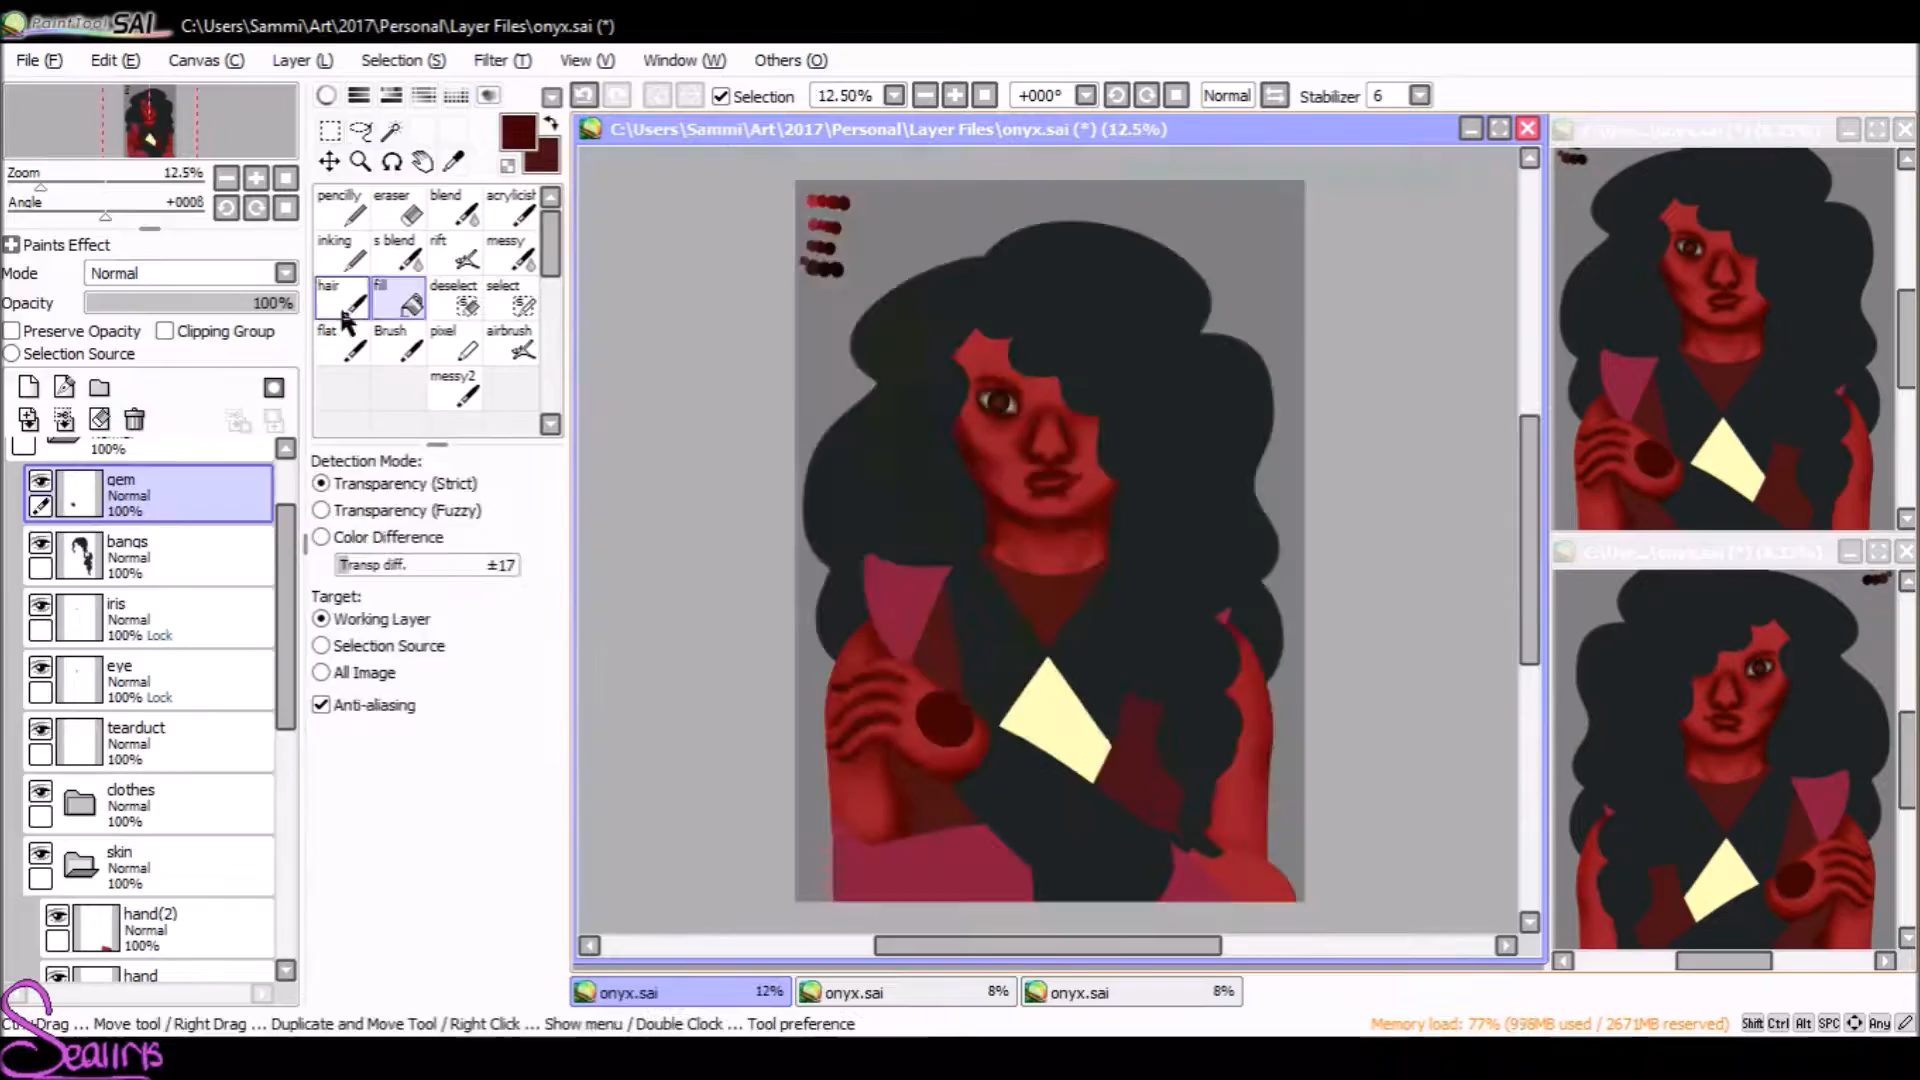 PaintTool SAI C:\Users\Sammi\Art\2017\Personal\Layer Files\onyx.sai (*)
File (F) Edit (E) Canvas (C) Layer (L) Selection (S) Filter (T) View (V) Window (W) Others (O)
Selection 12.50% +000° Normal Stabilizer 6
C:\Users\Sammi\Art\2017\Personal\Layer Files\onyx.sai (*) (12.5%)
Zoom 12.5%
Angle +000
Paints Effect
Mode Normal
Opacity 100%
Preserve Opacity Clipping Group
Selection Source
100%
gem
Normal
100%
bangs
Normal
100%
iris
Normal
100% Lock
eye
Normal
100% Lock
tearduct
Normal
100%
clothes
Normal
100%
skin
Normal
100%
hand(2)
Normal
100%
hand
pencilly eraser blend acrylicist
inking s blend rift messy
hair fill deselect select
flat Brush pixel airbrush
messy2
Detection Mode:
Transparency (Strict)
Transparency (Fuzzy)
Color Difference
Transp diff. ±17
Target:
Working Layer
Selection Source
All Image
Anti-aliasing
onyx.sai 12% onyx.sai 8% onyx.sai 8%
Drag ... Move tool / Right Drag ... Duplicate and Move Tool / Right Click ... Show menu / Double Clock ... Tool preference
Memory load: 77% (998MB used / 2671MB reserved) Shift Ctrl Alt SPC Any